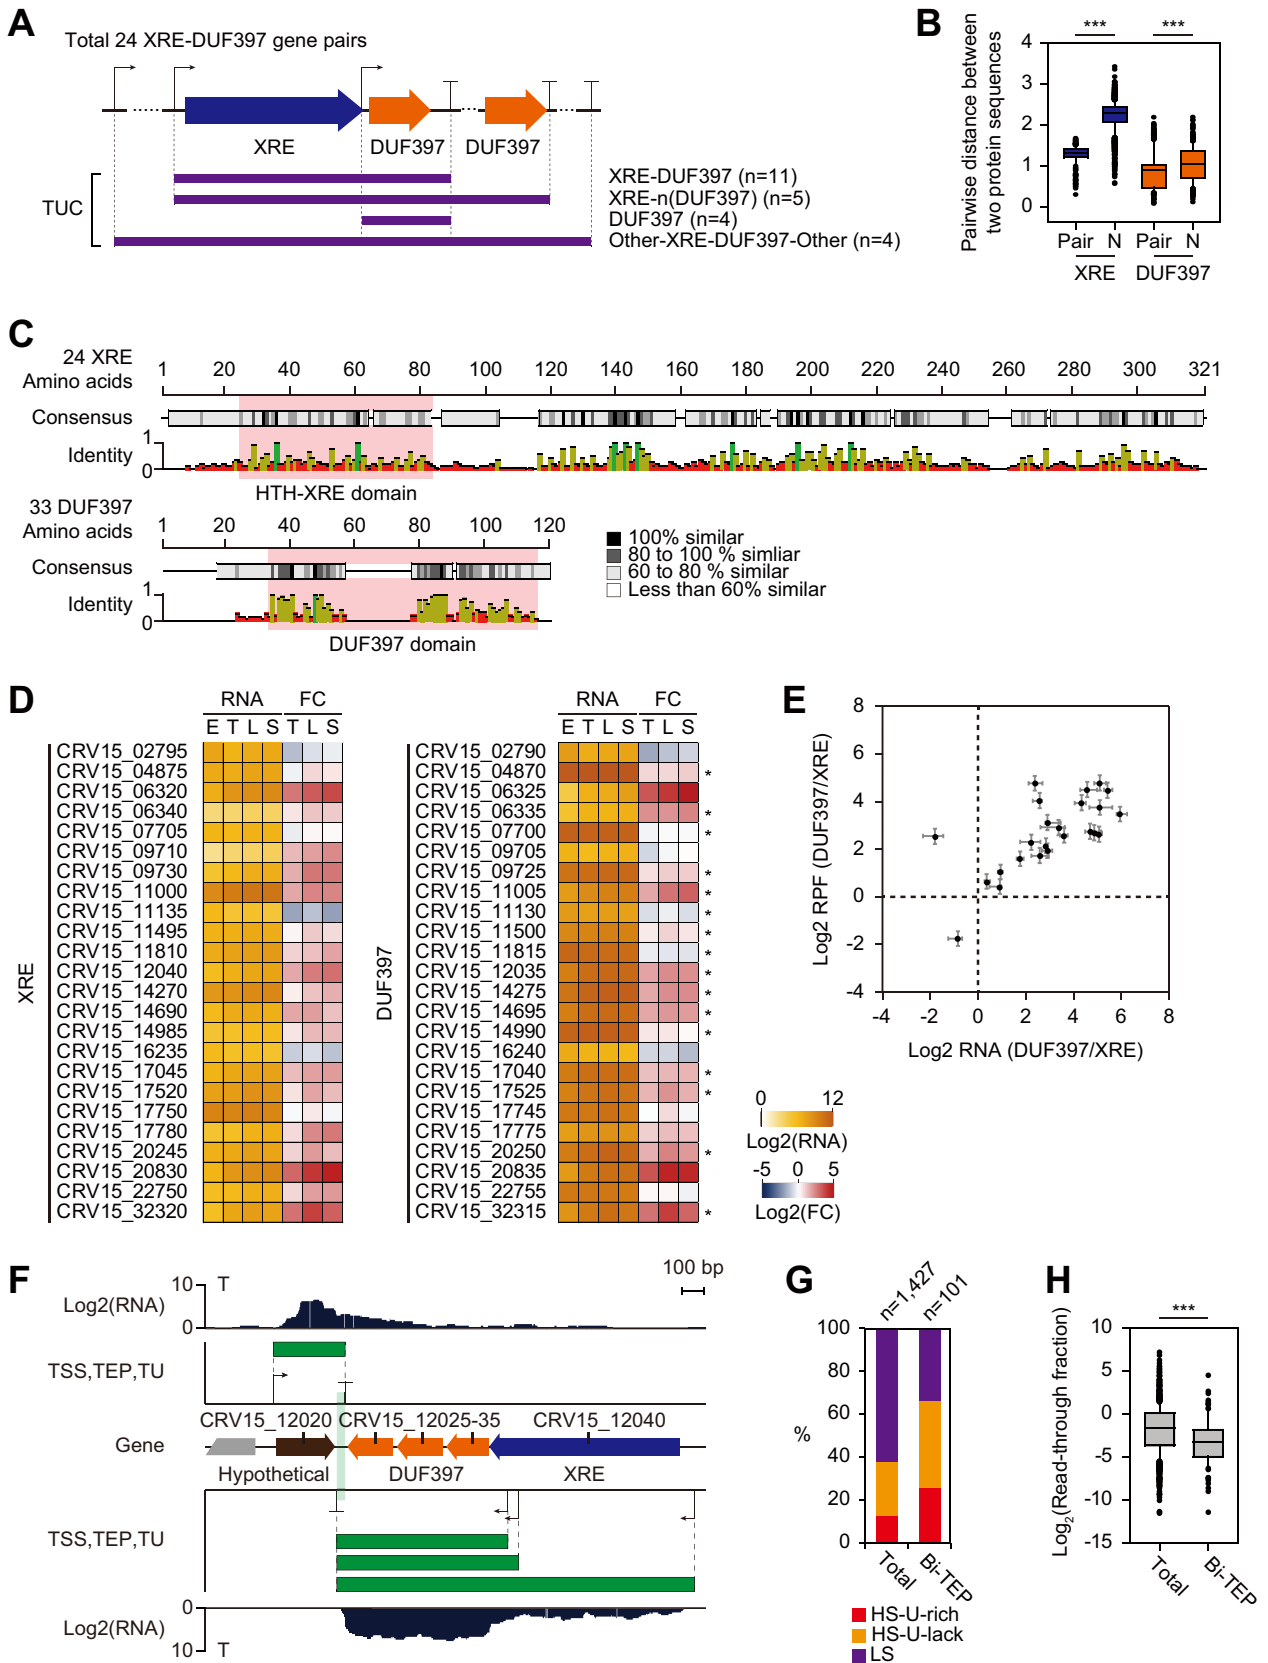 A
Total 24 XRE-DUF397 gene pairs
XRE
DUF397
DUF397
TUC
XRE-DUF397 (n=11)
XRE-n(DUF397) (n=5)
DUF397 (n=4)
Other-XRE-DUF397-Other (n=4)
B
Pairwise distance between
two protein sequences
*** ***
4
3
2
1
0
Pair N Pair N
XRE DUF397
C
24 XRE
Amino acids
1 20 40 60 80 100 120 140 160 180 200 220 240 260 280 300 321
Consensus
Identity
1
0
HTH-XRE domain
33 DUF397
Amino acids
1 20 40 60 80 100 120
Consensus
Identity
1
0
DUF397 domain
100% similar
80 to 100 % simliar
60 to 80 % similar
Less than 60% similar
D
RNA FC
E T L S T L S
XRE
CRV15_02795
CRV15_04875
CRV15_06320
CRV15_06340
CRV15_07705
CRV15_09710
CRV15_09730
CRV15_11000
CRV15_11135
CRV15_11495
CRV15_11810
CRV15_12040
CRV15_14270
CRV15_14690
CRV15_14985
CRV15_16235
CRV15_17045
CRV15_17520
CRV15_17750
CRV15_17780
CRV15_20245
CRV15_20830
CRV15_22750
CRV15_32320
RNA FC
E T L S T L S
DUF397
CRV15_02790
CRV15_04870 *
CRV15_06325
CRV15_06335 *
CRV15_07700 *
CRV15_09705
CRV15_09725 *
CRV15_11005 *
CRV15_11130 *
CRV15_11500 *
CRV15_11815 *
CRV15_12035 *
CRV15_14275 *
CRV15_14695 *
CRV15_14990 *
CRV15_16240
CRV15_17040 *
CRV15_17525 *
CRV15_17745
CRV15_17775
CRV15_20250 *
CRV15_20835
CRV15_22755
CRV15_32315 *
0 12
Log2(RNA)
-5 0 5
Log2(FC)
E
Log2 RPF (DUF397/XRE)
8
6
4
2
0
-2
-4
-4 -2 0 2 4 6 8
Log2 RNA (DUF397/XRE)
F
100 bp
10
T
Log2(RNA)
0
TSS,TEP,TU
CRV15_12020 CRV15_12025-35 CRV15_12040
Gene
Hypothetical DUF397 XRE
TSS,TEP,TU
0
Log2(RNA)
10
T
G
n=1,427
n=101
100
80
60
%
40
20
0
Total
Bi-TEP
HS-U-rich
HS-U-lack
LS
H
Log2(Read-through fraction)
***
10
5
0
-5
-10
-15
Total
Bi-TEP